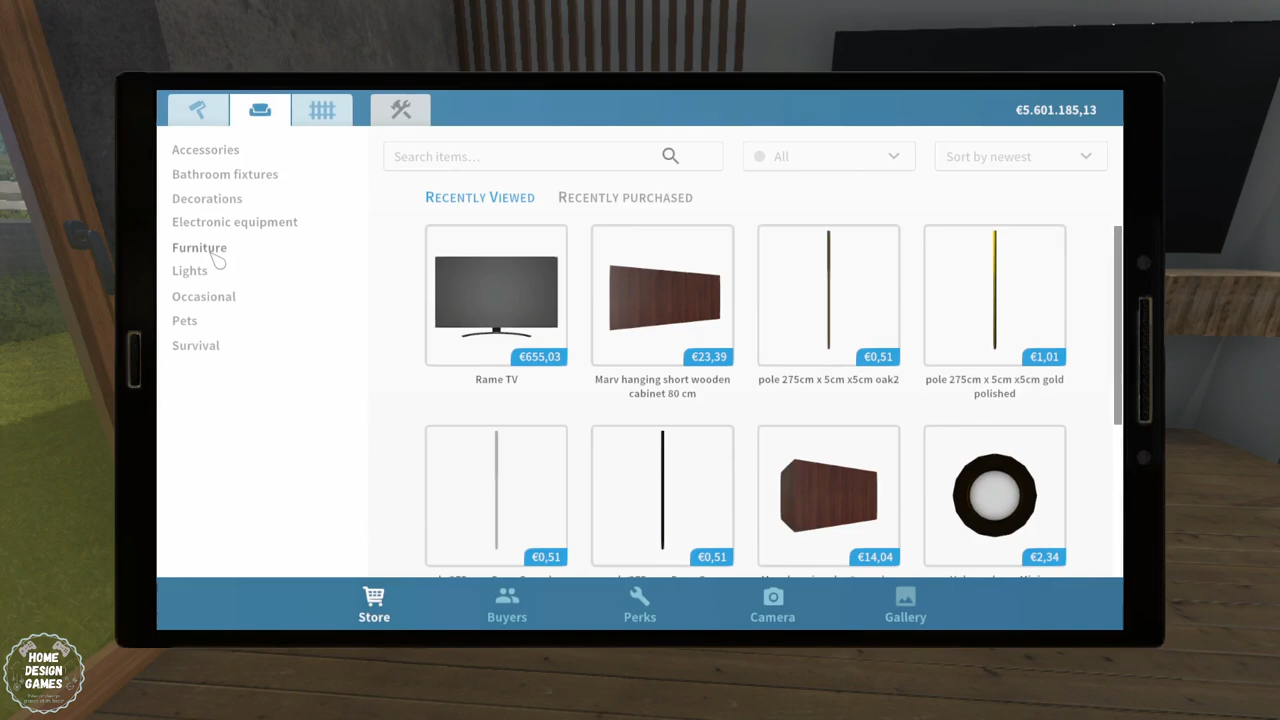 €5.601.185,13
Accessories
Bathroom fixtures
Decorations
Electronic equipment
Furniture
Lights
Occasional
Pets
Survival
Search items...
All
Sort by newest
RECENTLY VIEWED
RECENTLY PURCHASED
€655,03
€23,39
€0,51
€1,01
Rame TV
Marv hanging short wooden
cabinet 80 cm
pole 275cm x 5cm x5cm oak2
pole 275cm x 5cm x5cm gold
polished
€0,51
€0,51
€14,04
€2,34
Store
Buyers
Perks
Camera
Gallery
HOME
DESIGN
GAMES